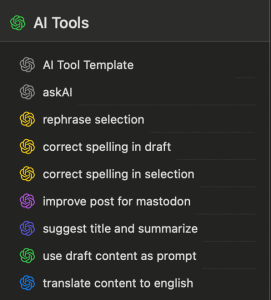 AI Tools
AI Tool Template
askAI
rephrase selection
correct spelling in draft
correct spelling in selection
improve post for mastodon
suggest title and summarize
use draft content as prompt
translate content to english